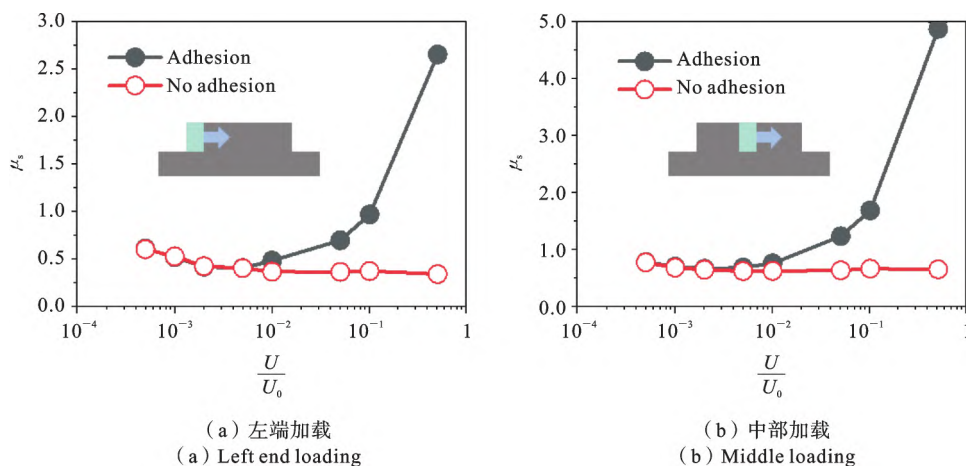 3.0
2.5
2.0
1.5
1.0
0.5
0.0
μs
Adhesion
No adhesion
10⁻⁴ 10⁻³ 10⁻² 10⁻¹ 1
U
U₀
(a)左端加载
(a) Left end loading
5.0
4.0
3.0
2.0
1.0
0.0
μs
Adhesion
No adhesion
10⁻⁴ 10⁻³ 10⁻² 10⁻¹ 1
U
U₀
(b)中部加载
(b) Middle loading